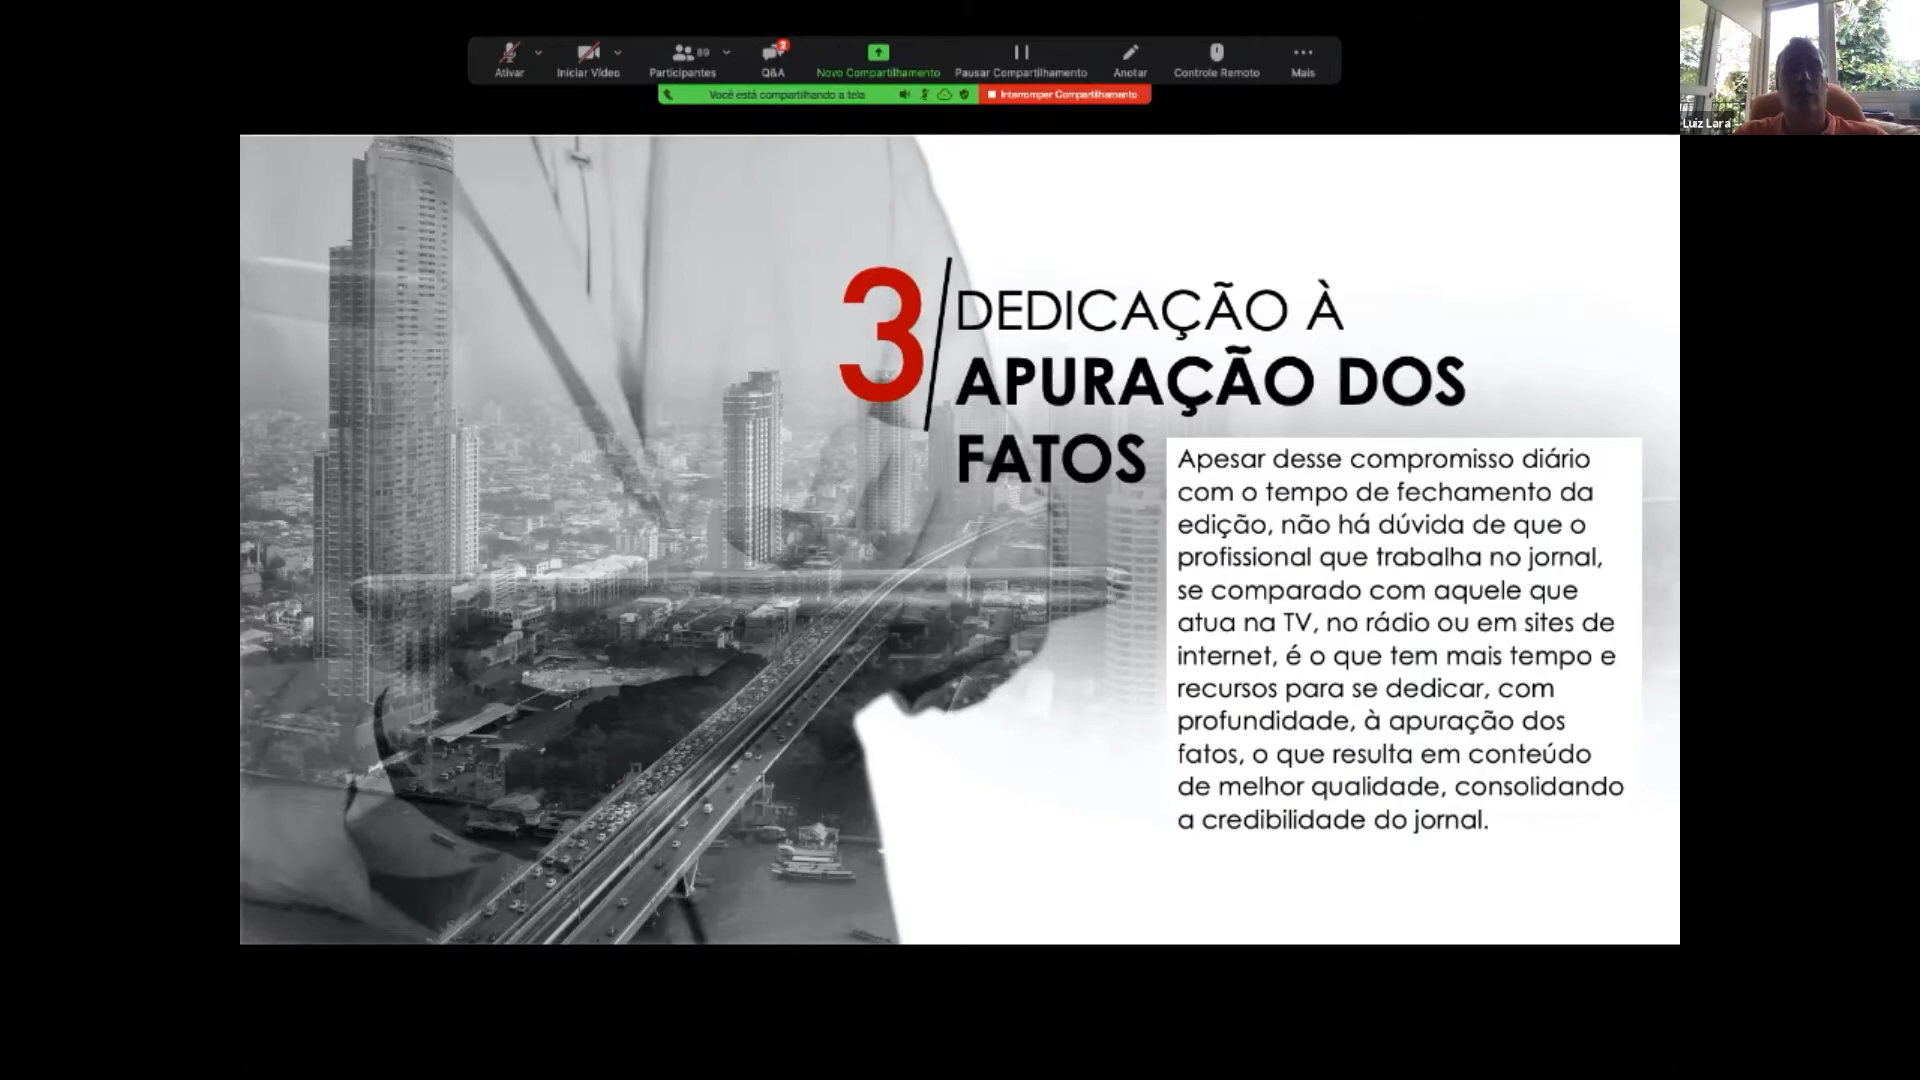 Ativar
Iniciar Vídeo
Participantes
89
Q&A
2
Novo Compartilhamento
Pausar Compartilhamento
Anotar
Controle Remoto
Mais
Você está compartilhando a tela
Interromper Compartilhamento
Luiz Lara
3
DEDICAÇÃO À
APURAÇÃO DOS
FATOS
Apesar desse compromisso diário
com o tempo de fechamento da
edição, não há dúvida de que o
profissional que trabalha no jornal,
se comparado com aquele que
atua na TV, no rádio ou em sites de
internet, é o que tem mais tempo e
recursos para se dedicar, com
profundidade, à apuração dos
fatos, o que resulta em conteúdo
de melhor qualidade, consolidando
a credibilidade do jornal.